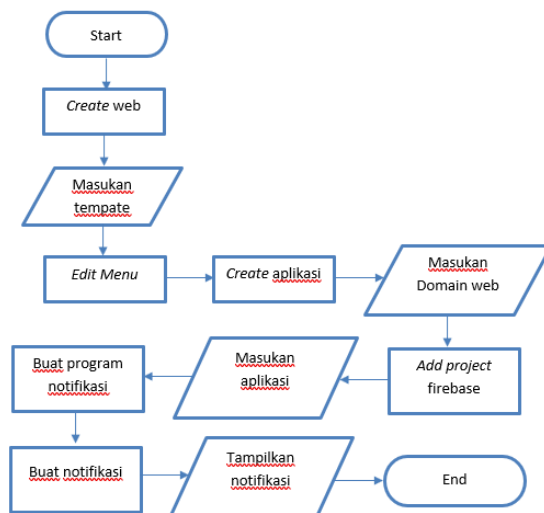 Start
Create web
Masukan
tempate
Edit Menu
Create aplikasi
Masukan
Domain web
Add project
firebase
Masukan
aplikasi
Buat program
notifikasi
Buat notifikasi
Tampilkan
notifikasi
End